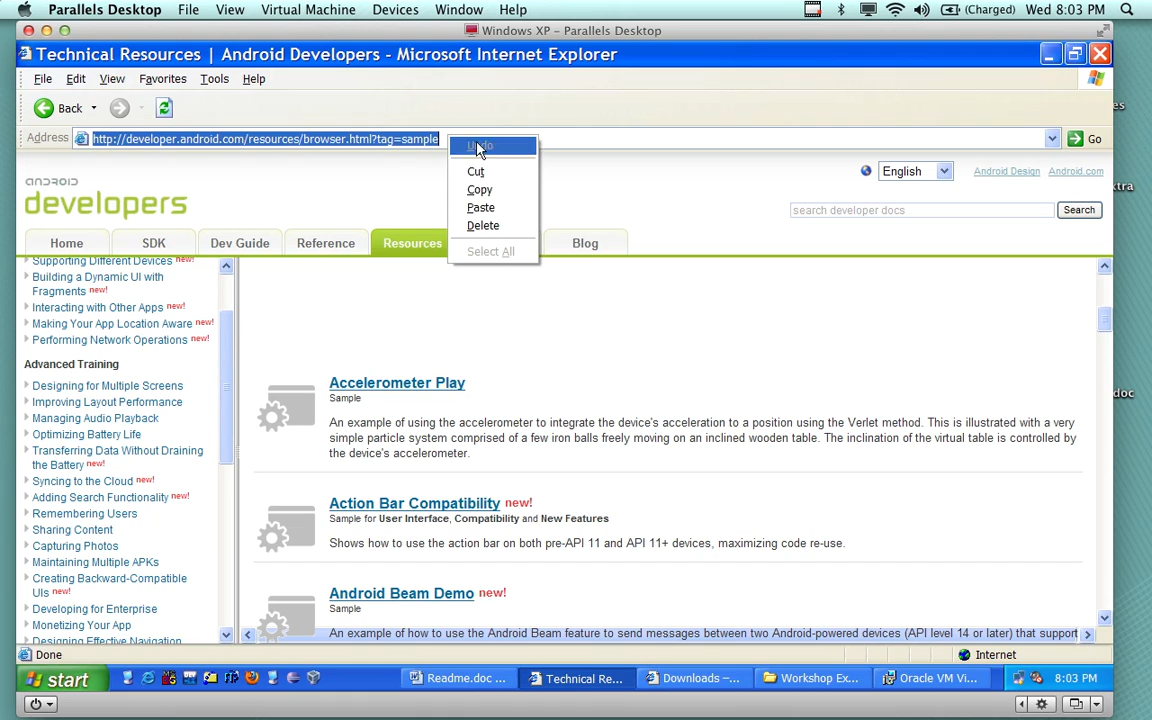 Parallels Desktop File View Virtual Machine Devices Window Help (Charged) Wed 8:03 PM
Windows XP – Parallels Desktop
Technical Resources | Android Developers - Microsoft Internet Explorer
File Edit View Favorites Tools Help
Back
Address http://developer.android.com/resources/browser.html?tag=sample Go
Undo
Cut
Copy
Paste
Delete
Select All
English Android Design Android.com
android
developers
search developer docs Search
Home SDK Dev Guide Reference Resources Blog
Supporting Different Devices new!
Building a Dynamic UI with
Fragments new!
Interacting with Other Apps new!
Making Your App Location Aware new!
Performing Network Operations new!
Advanced Training
Designing for Multiple Screens
Improving Layout Performance
Managing Audio Playback
Optimizing Battery Life
Transferring Data Without Draining
the Battery new!
Syncing to the Cloud new!
Adding Search Functionality new!
Remembering Users
Sharing Content
Capturing Photos
Maintaining Multiple APKs
Creating Backward-Compatible
UIs new!
Developing for Enterprise
Monetizing Your App
Designing Effective Navigation
Accelerometer Play
Sample
An example of using the accelerometer to integrate the device's acceleration to a position using the Verlet method. This is illustrated with a very
simple particle system comprised of a few iron balls freely moving on an inclined wooden table. The inclination of the virtual table is controlled by
the device's accelerometer.
Action Bar Compatibility new!
Sample for User Interface, Compatibility and New Features
Shows how to use the action bar on both pre-API 11 and API 11+ devices, maximizing code re-use.
Android Beam Demo new!
Sample
An example of how to use the Android Beam feature to send messages between two Android-powered devices (API level 14 or later) that support
Done Internet
start Readme.doc ... Technical Re... Downloads –... Workshop Ex... Oracle VM Vi... 8:03 PM
es
xtra
doc